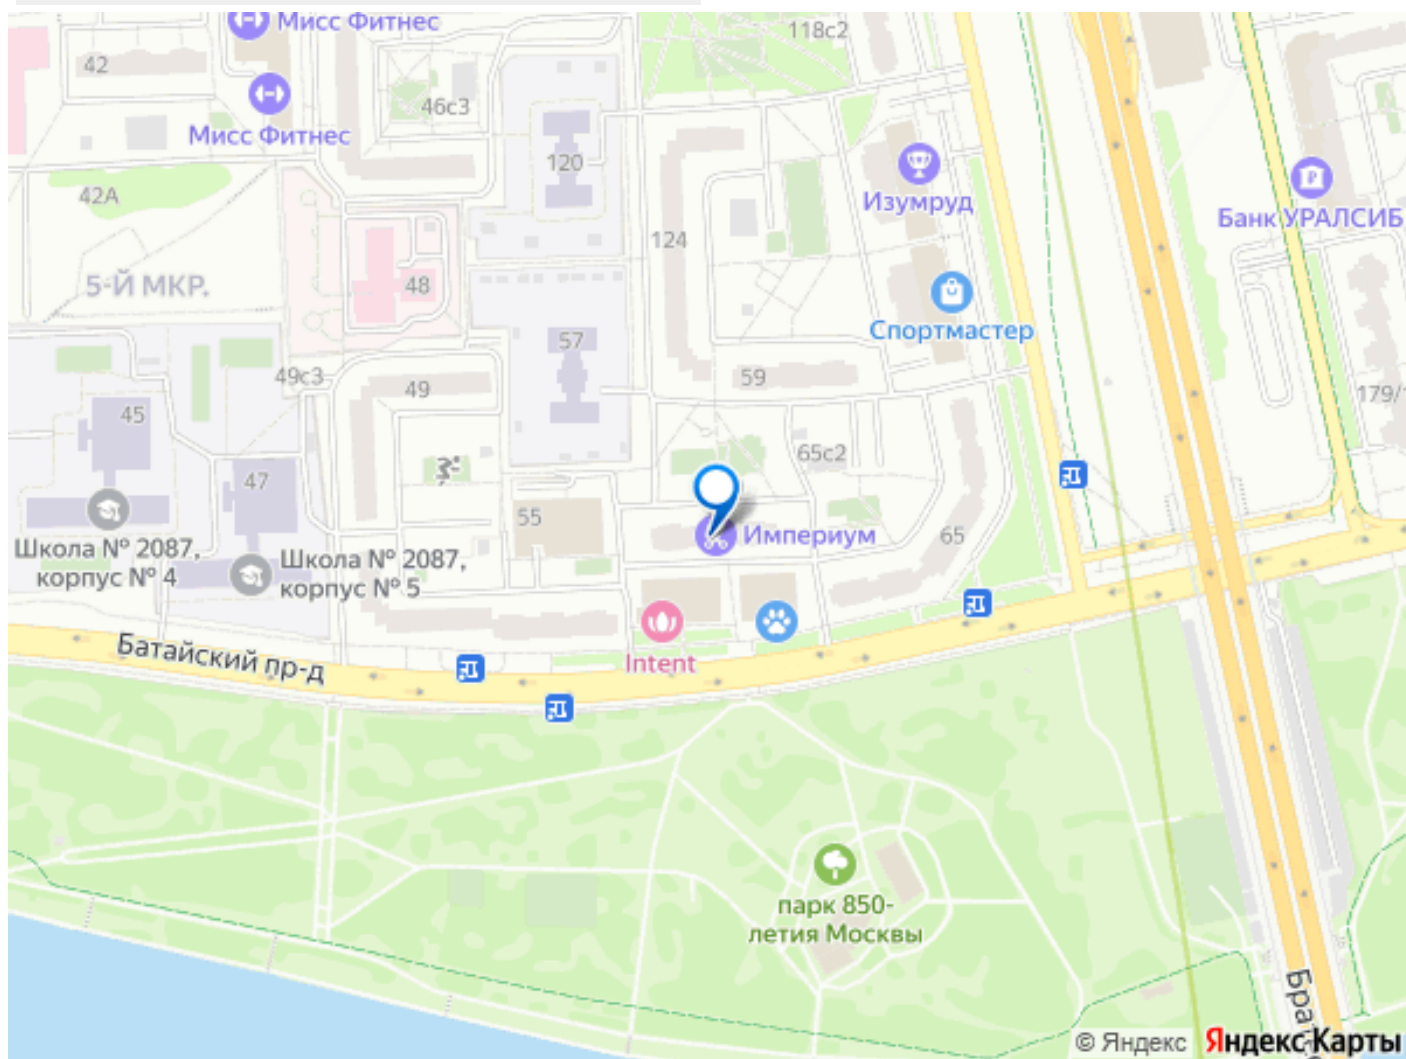 Мисс Фитнес
118с2
42
46с3
Мисс Фитнес
120
Изумруд
42А
Банк УРАЛСИБ
124
5-Й МКР.
48
Спортмастер
57
49с3
49
59
179/1
45
65с2
47
55
Империум
65
Школа № 2087,
корпус № 4
Школа № 2087,
корпус № 5
Батайский пр-д
Intent
парк 850-
летия Москвы
© Яндекс Яндекс Карты